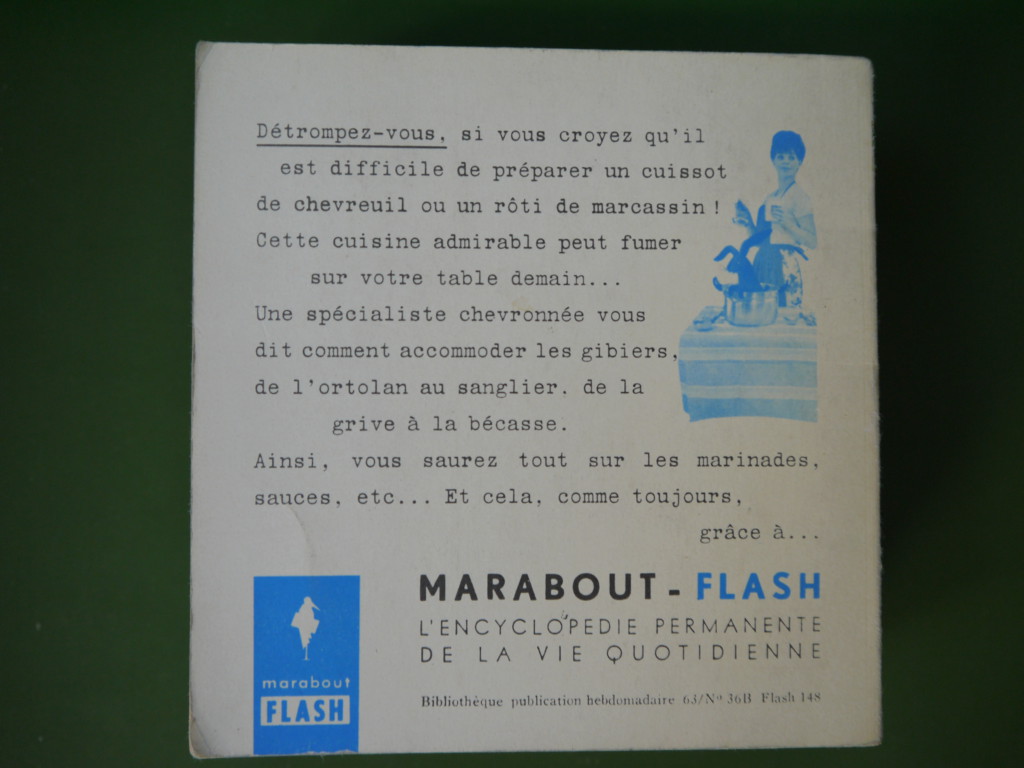 Détrompez-vous, si vous croyez qu'il
est difficile de préparer un cuissot
de chevreuil ou un rôti de marcassin !
Cette cuisine admirable peut fumer
sur votre table demain...
Une spécialiste chevronnée vous
dit comment accommoder les gibiers,
de l'ortolan au sanglier, de la
grive à la bécasse.
Ainsi, vous saurez tout sur les marinades,
sauces, etc... Et cela, comme toujours,
grâce à...
MARABOUT - FLASH
L'ENCYCLOPEDIE PERMANENTE
DE LA VIE QUOTIDIENNE
Bibliothèque publication hebdomadaire 63/Nº 36B Flash 148
marabout
FLASH